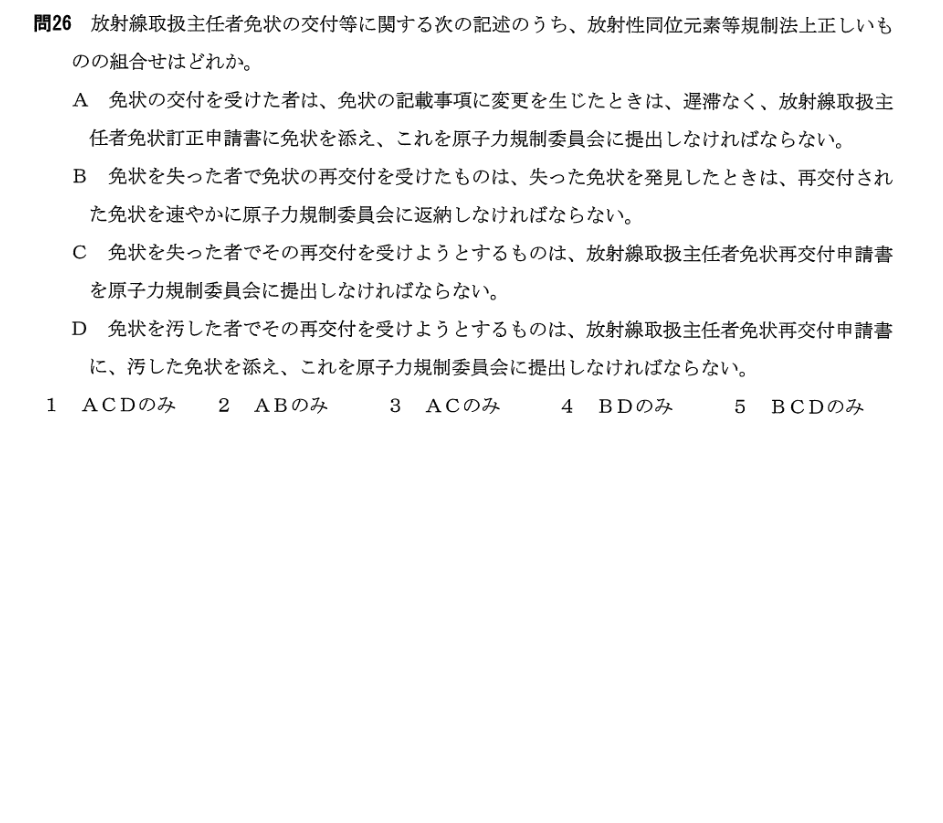 問26　放射線取扱主任者免状の交付等に関する次の記述のうち、放射性同位元素等規制法上正しいも
のの組合せはどれか。
A　免状の交付を受けた者は、免状の記載事項に変更を生じたときは、遅滞なく、放射線取扱主
任者免状訂正申請書に免状を添え、これを原子力規制委員会に提出しなければならない。
B　免状を失った者で免状の再交付を受けたものは、失った免状を発見したときは、再交付され
た免状を速やかに原子力規制委員会に返納しなければならない。
C　免状を失った者でその再交付を受けようとするものは、放射線取扱主任者免状再交付申請書
を原子力規制委員会に提出しなければならない。
D　免状を汚した者でその再交付を受けようとするものは、放射線取扱主任者免状再交付申請書
に、汚した免状を添え、これを原子力規制委員会に提出しなければならない。
1　ACDのみ　2　ABのみ　3　ACのみ　4　BDのみ　5　BCDのみ